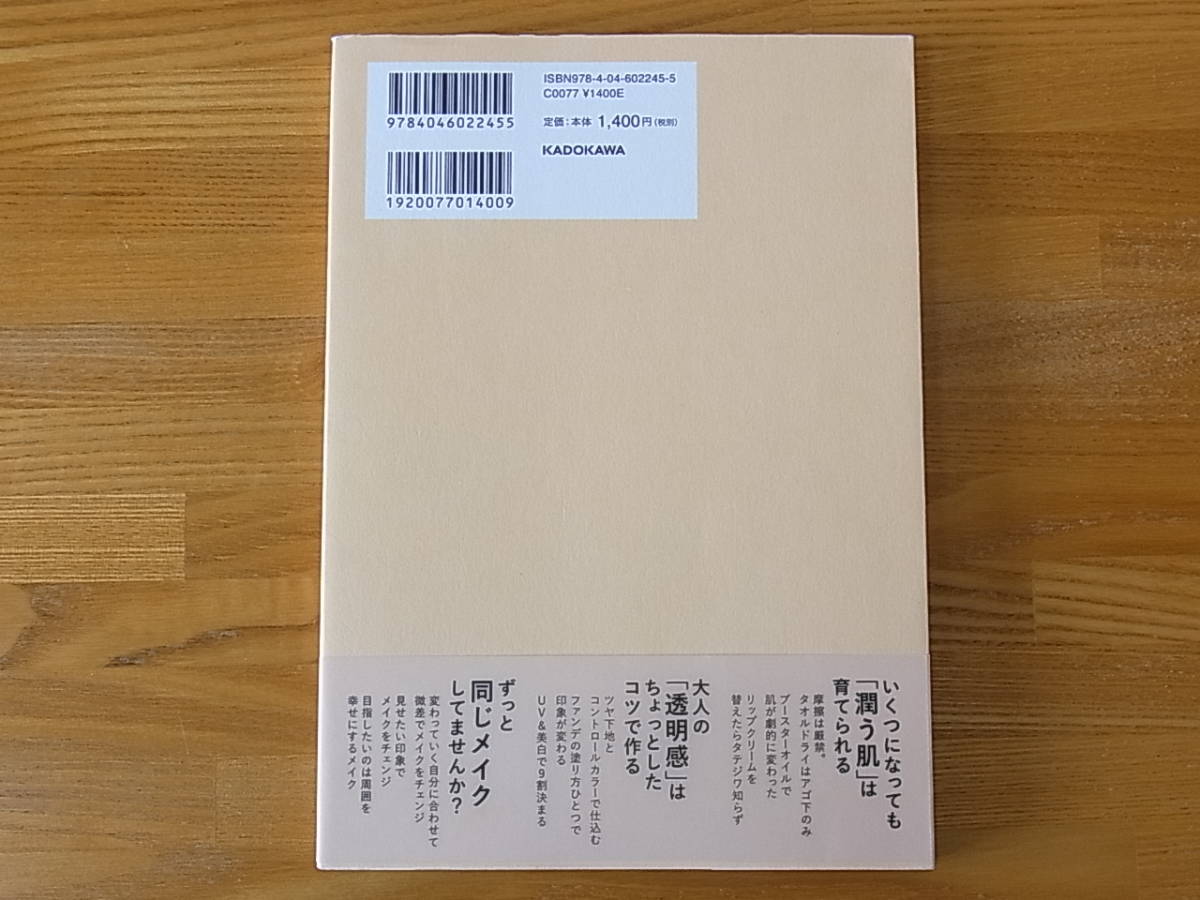 ISBN978-4-04-602245-5
C0077 ¥1400E
定価:本体1,400円(税別)
KADOKAWA
9784046022455
1920077014009
いくつになっても
「潤う肌」は
育てられる
摩擦は厳禁。
タオルドライはアゴ下のみ
ブースターオイルで
肌が劇的に変わった
リップクリームを
替えたらタテジワ知らず
大人の
「透明感」は
ちょっとした
コツで作る
ツヤ下地と
コントロールカラーで仕込む
ファンデの塗り方ひとつで
印象が変わる
UV&美白で9割決まる
ずっと
同じメイク
してませんか?
変わっていく自分に合わせて
微差でメイクをチェンジ
見せたい印象で
メイクをチェンジ
目指したいのは周囲を
幸せにするメイク